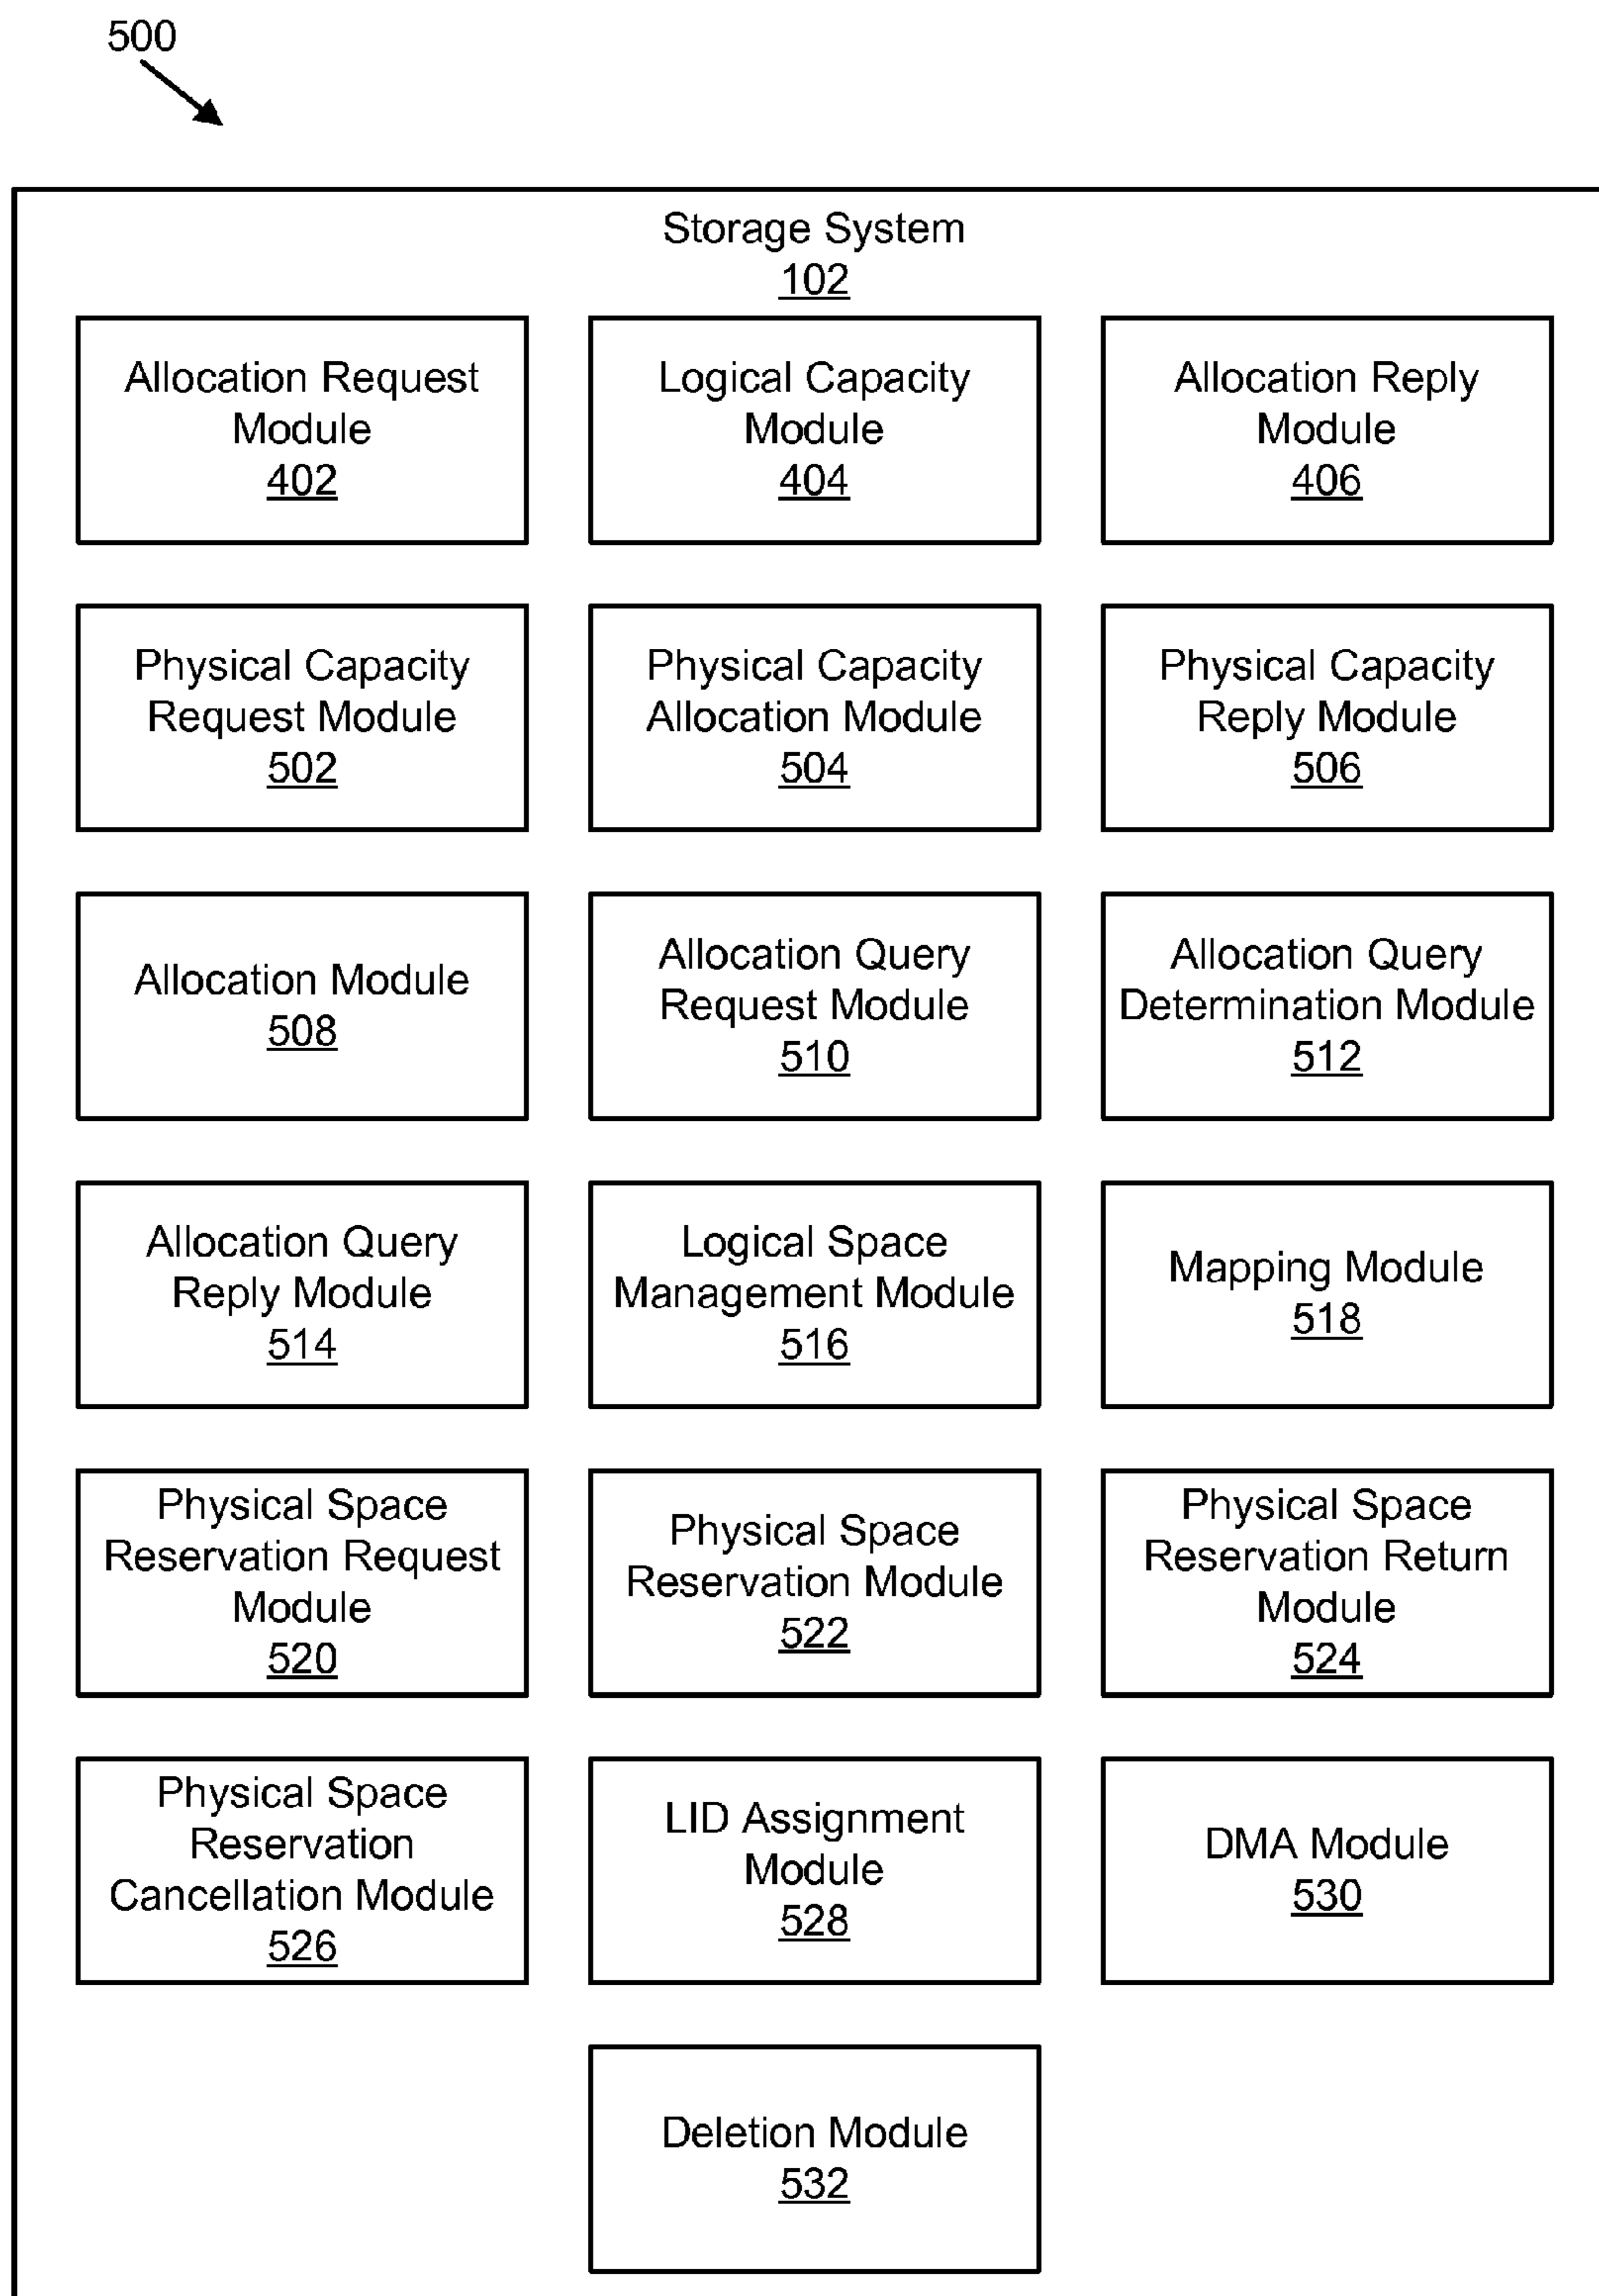 500
Storage System
102
Allocation Request
Module
402
Logical Capacity
Module
404
Allocation Reply
Module
406
Physical Capacity
Request Module
502
Physical Capacity
Allocation Module
504
Physical Capacity
Reply Module
506
Allocation Module
508
Allocation Query
Request Module
510
Allocation Query
Determination Module
512
Allocation Query
Reply Module
514
Logical Space
Management Module
516
Mapping Module
518
Physical Space
Reservation Request
Module
520
Physical Space
Reservation Module
522
Physical Space
Reservation Return
Module
524
Physical Space
Reservation
Cancellation Module
526
LID Assignment
Module
528
DMA Module
530
Deletion Module
532